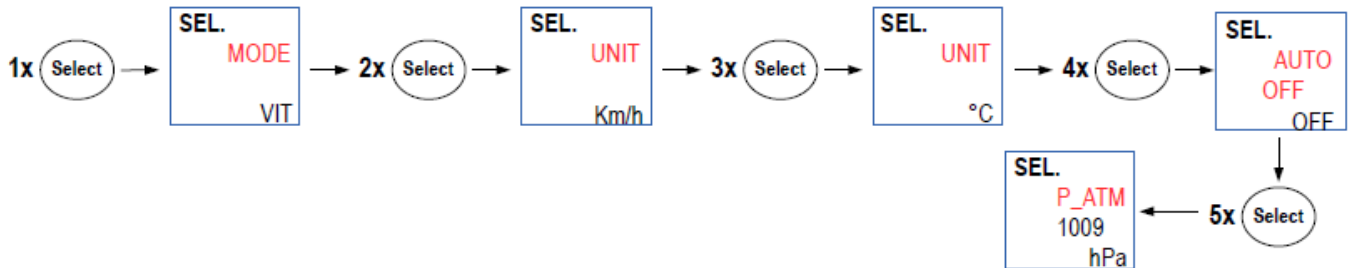 1x Select
SEL.
MODE
VIT
2x Select
SEL.
UNIT
Km/h
3x Select
SEL.
UNIT
°C
4x Select
SEL.
AUTO
OFF
OFF
5x Select
SEL.
P_ATM
1009
hPa